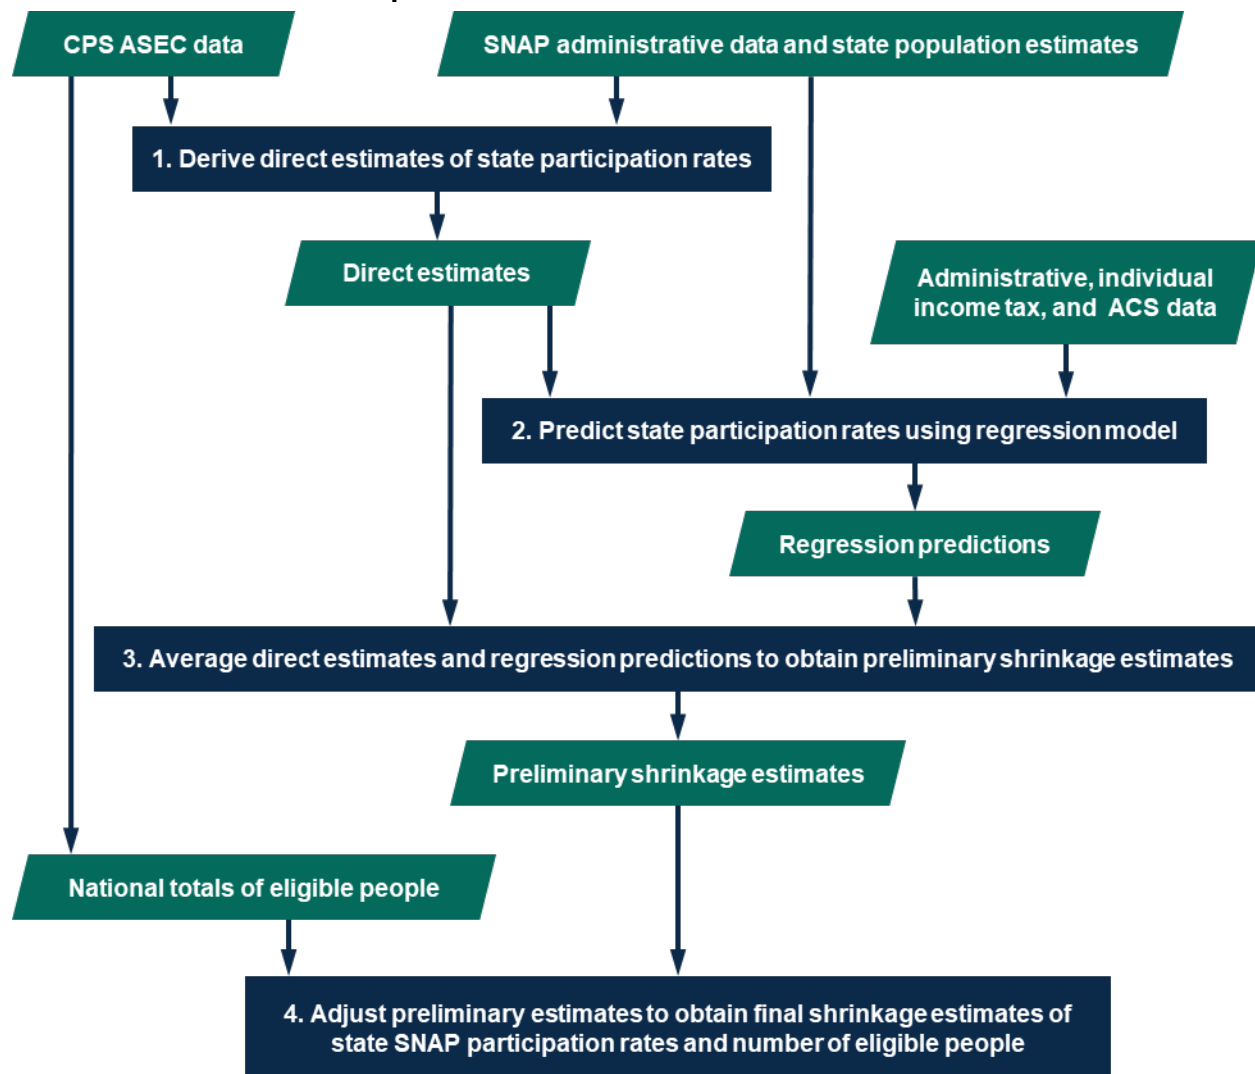 CPS ASEC data
SNAP administrative data and state population estimates
1. Derive direct estimates of state participation rates
Direct estimates
Administrative, individual
income tax, and ACS data
2. Predict state participation rates using regression model
Regression predictions
3. Average direct estimates and regression predictions to obtain preliminary shrinkage estimates
Preliminary shrinkage estimates
National totals of eligible people
4. Adjust preliminary estimates to obtain final shrinkage estimates of
state SNAP participation rates and number of eligible people